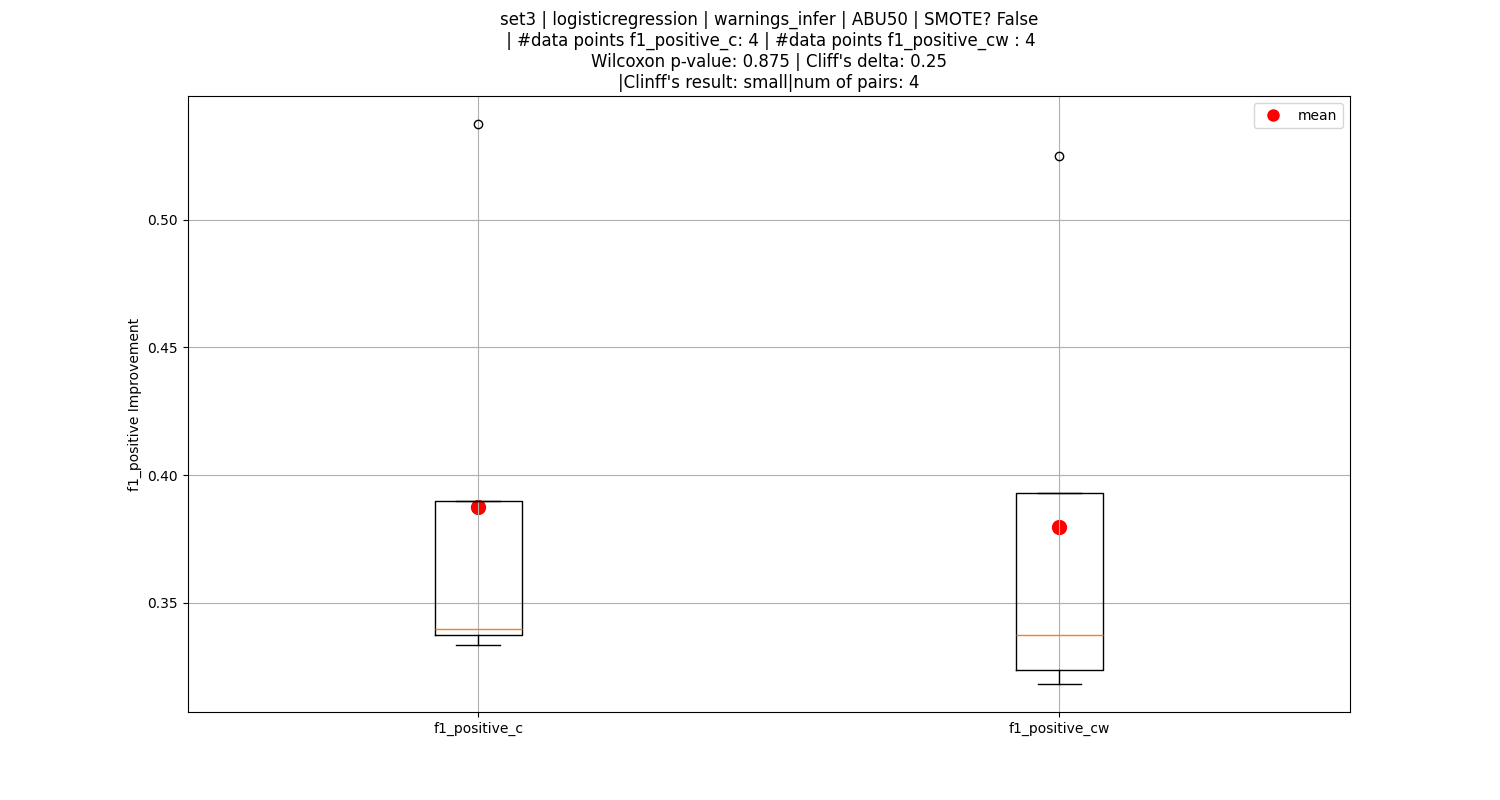 set3 | logisticregression | warnings_infer | ABU50 | SMOTE? False
| #data points f1_positive_c: 4 | #data points f1_positive_cw : 4
Wilcoxon p-value: 0.875 | Cliff's delta: 0.25
|Clinff's result: small|num of pairs: 4
mean
0.50
0.45
0.40
0.35
f1_positive Improvement
f1_positive_c
f1_positive_cw